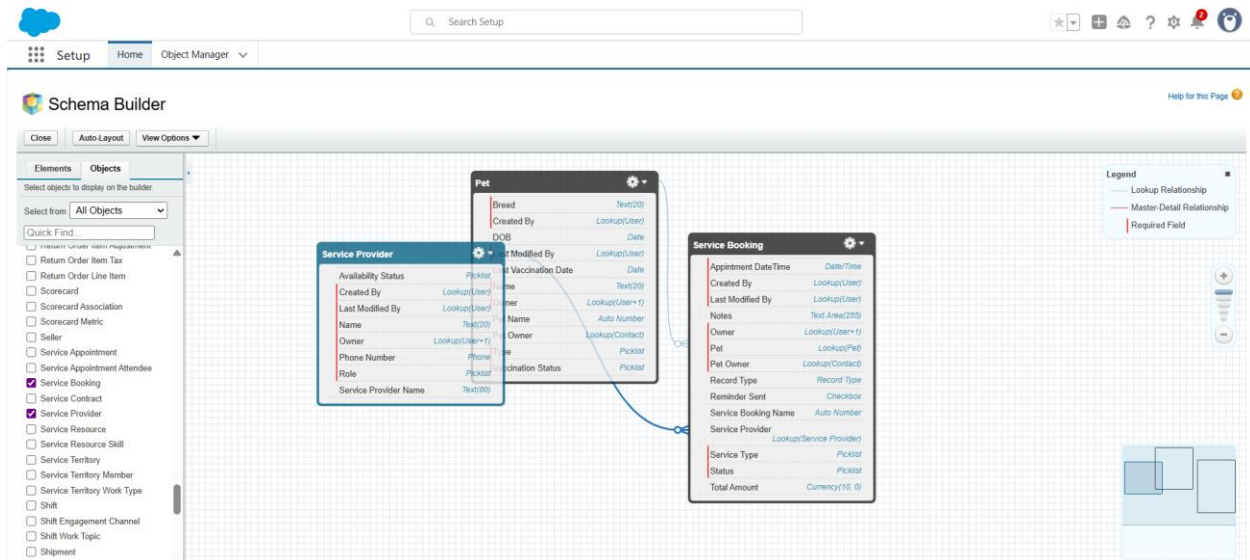 Search Setup
2
Setup
Home
Object Manager
Schema Builder
Help for this Page
Close
Auto-Layout
View Options
Elements
Objects
Select objects to display on the builder.
Select from
All Objects
Quick Find...
Return Order Item Adjustment
Return Order Item Tax
Return Order Line Item
Scorecard
Scorecard Association
Scorecard Metric
Seller
Service Appointment
Service Appointment Attendee
Service Booking
Service Contract
Service Provider
Service Resource
Service Resource Skill
Service Territory
Service Territory Member
Service Territory Work Type
Shift
Shift Engagement Channel
Shift Work Topic
Shipment
Pet
Breed Text(20)
Created By Lookup(User)
DOB Date
Last Modified By Lookup(User)
Last Vaccination Date Date
Name Text(20)
Owner Lookup(User+1)
Pet Name Auto Number
Pet Owner Lookup(Contact)
Type Picklist
Vaccination Status Picklist
Service Provider
Availability Status Picklist
Created By Lookup(User)
Last Modified By Lookup(User)
Name Text(20)
Owner Lookup(User+1)
Phone Number Phone
Role Picklist
Service Provider Name Text(80)
Service Booking
Appintment DateTime Date/Time
Created By Lookup(User)
Last Modified By Lookup(User)
Notes Text Area(255)
Owner Lookup(User+1)
Pet Lookup(Pet)
Pet Owner Lookup(Contact)
Record Type Record Type
Reminder Sent Checkbox
Service Booking Name Auto Number
Service Provider
Lookup(Service Provider)
Service Type Picklist
Status Picklist
Total Amount Currency(10, 0)
Legend
Lookup Relationship
Master-Detail Relationship
Required Field